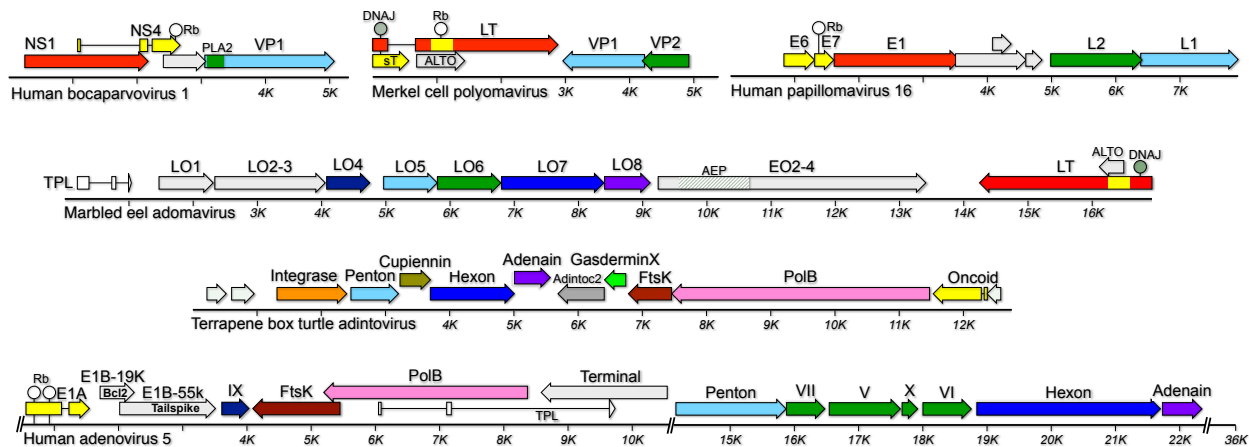 DNAJ Rb
NS1 NS4 Rb LT Rb
PLA2 VP1 VP1 VP2 E6 E7 E1 L2 L1
sT ALTO
4K 5K 3K 4K 5K 4K 5K 6K 7K
Human bocaparvovirus 1 Merkel cell polyomavirus Human papillomavirus 16
LO1 LO2-3 LO4 LO5 LO6 LO7 LO8 EO2-4 LT ALTO DNAJ
TPL AEP
3K 4K 5K 6K 7K 8K 9K 10K 11K 12K 13K 15K 16K
Marbled eel adomavirus
Cupiennin Adenain GasderminX
Integrase Penton Hexon Adintoc2 FtsK PolB Oncoid
4K 5K 6K 7K 8K 9K 10K 11K 12K
Terrapene box turtle adintovirus
Rb E1A E1B-19K E1B-55k IX FtsK PolB Terminal Penton VII V X VI Hexon Adenain
Bcl2
Tailspike TPL
4K 5K 6K 7K 8K 9K 10K 15K 16K 17K 18K 19K 20K 21K 22K 36K
Human adenovirus 5